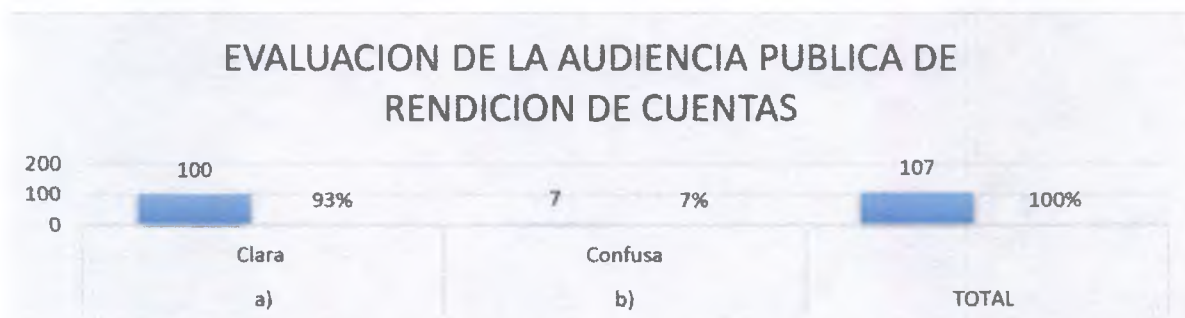 EVALUACION DE LA AUDIENCIA PUBLICA DE
RENDICION DE CUENTAS
200
100
0
100
93%
7
7%
107
100%
Clara
Confusa
a)
b)
TOTAL